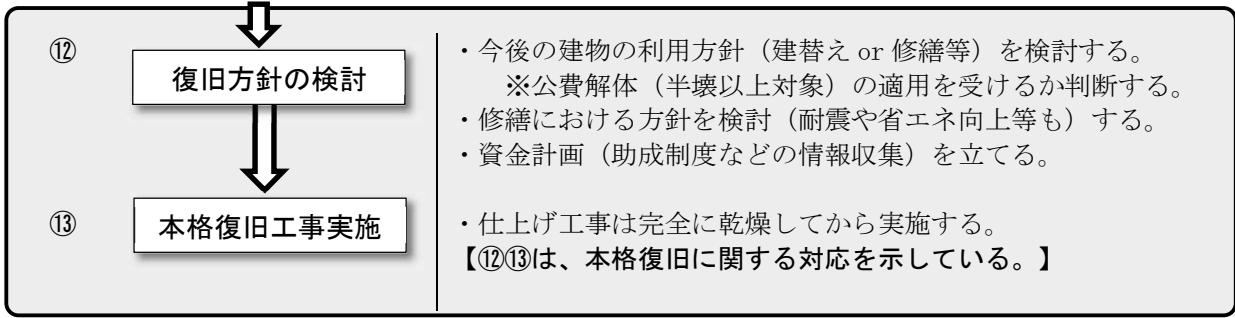 ⑫
復旧方針の検討
・今後の建物の利用方針（建替え or 修繕等）を検討する。
※公費解体（半壊以上対象）の適用を受けるか判断する。
・修繕における方針を検討（耐震や省エネ向上等も）する。
・資金計画（助成制度などの情報収集）を立てる。
⑬
本格復旧工事実施
・仕上げ工事は完全に乾燥してから実施する。
【⑫⑬は、本格復旧に関する対応を示している。】